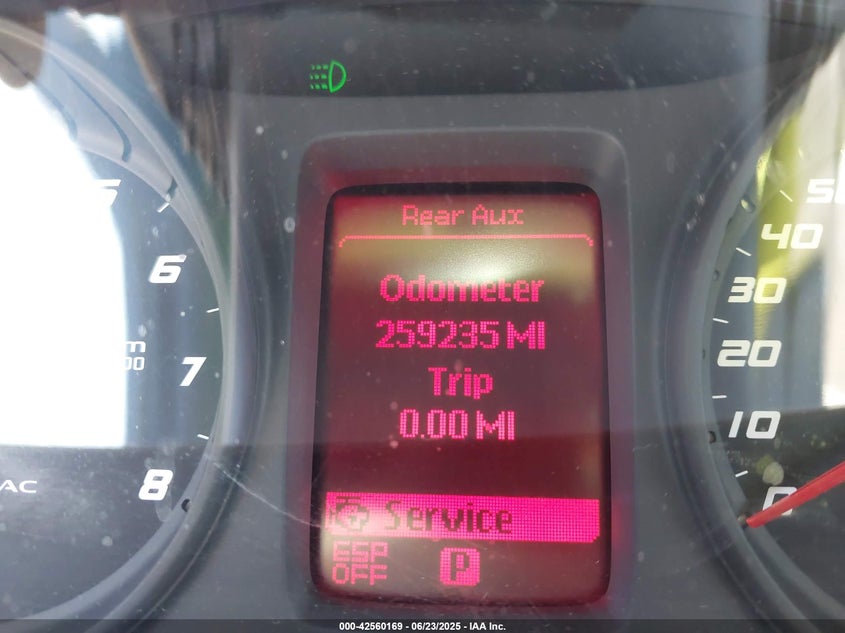 Rear Aux
Odometer
259235 MI
Trip
0.00 MI
Service
ESP
OFF
P
5
6
7
8
50
40
30
20
10
0
000-42560169 - 06/23/2025 - IAA Inc.